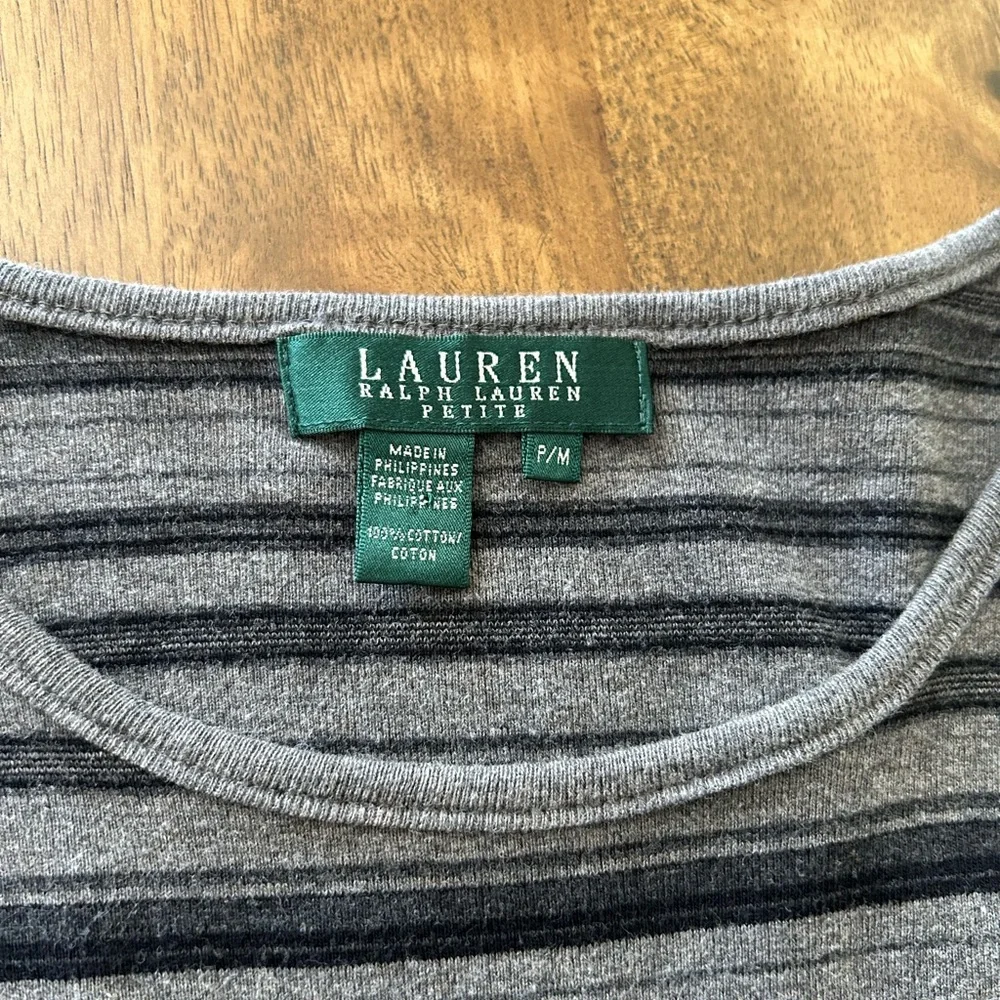 LAUREN
RALPH LAUREN
PETITE
P/M
MADE IN
PHILIPPINES
FABRIQUE AUX
PHILIPPINES
100% COTTON/
COTON